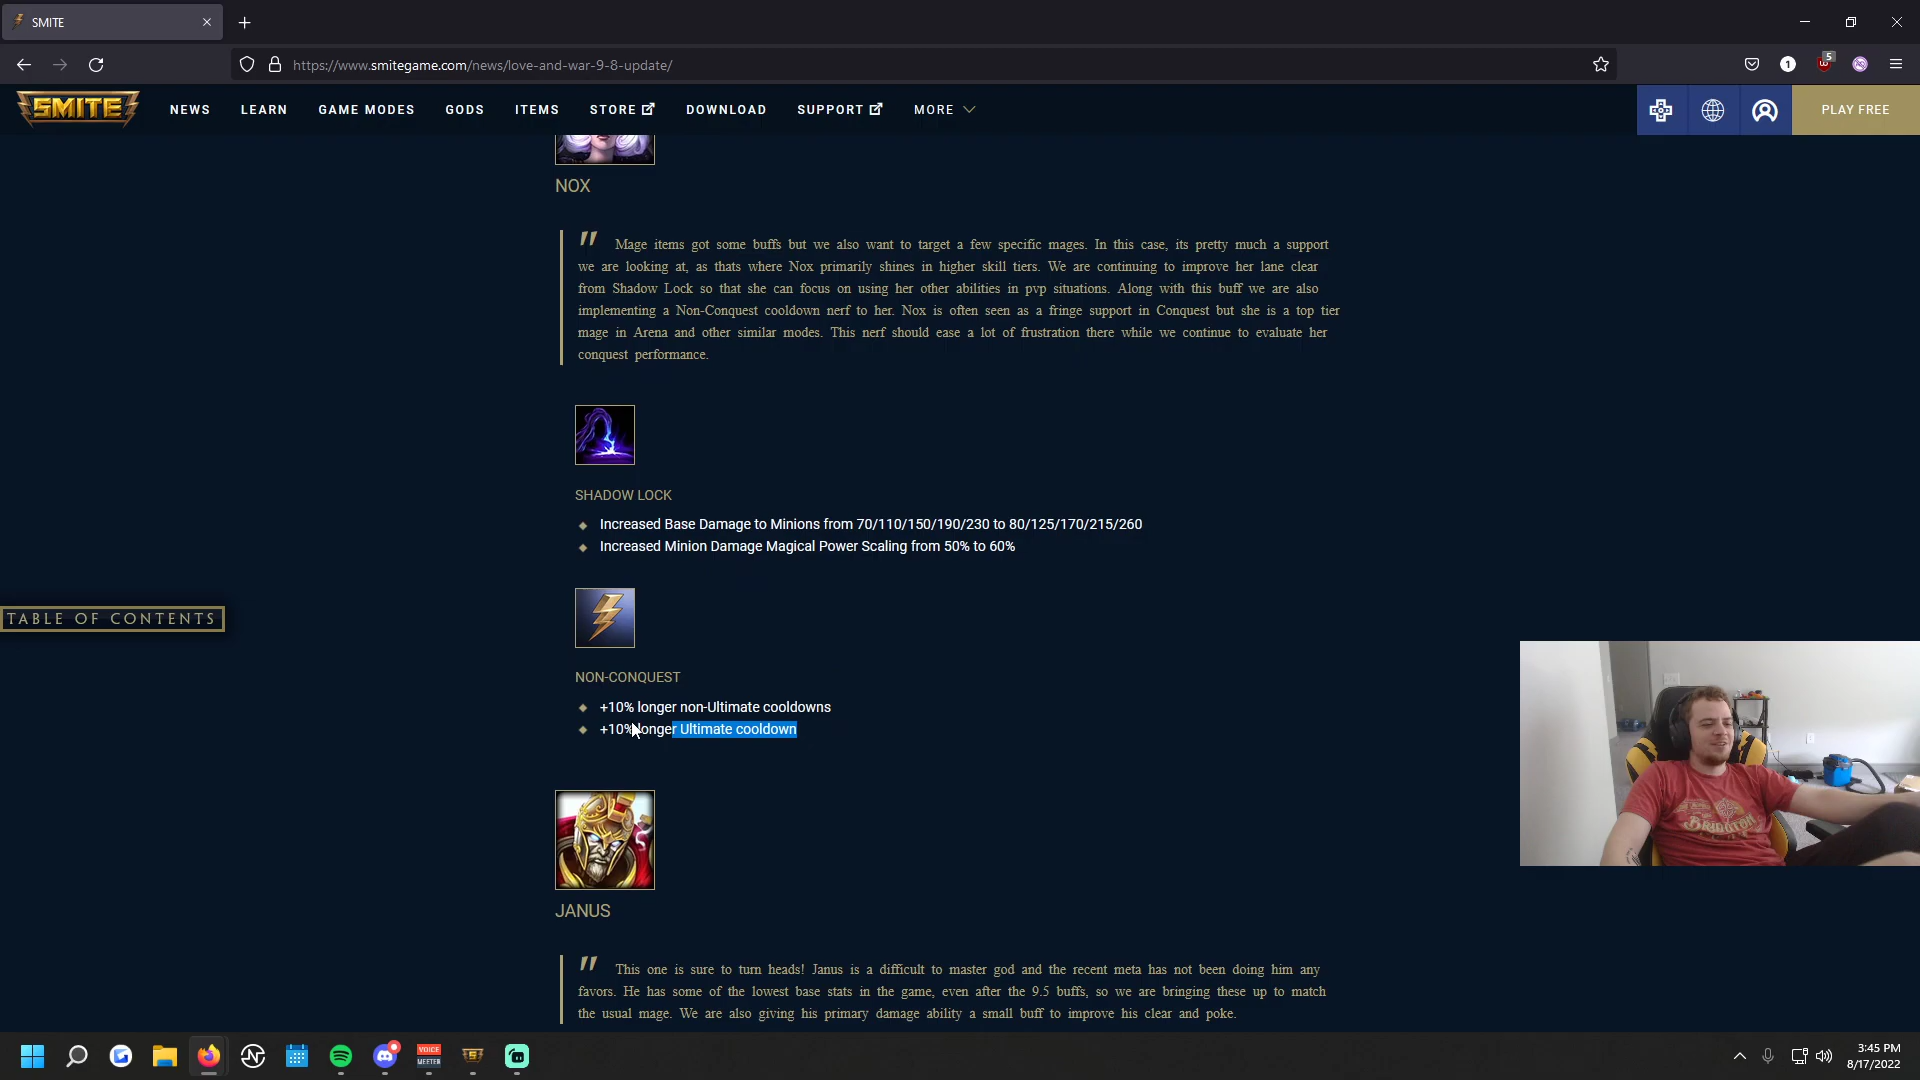 SMITE
5
1
https://www.smitegame.com/news/love-and-war-9-8-update/
SMITE
NEWS LEARN GAME MODES GODS ITEMS STORE DOWNLOAD SUPPORT MORE
PLAY FREE
NOX
" Mage items got some buffs but we also want to target a few specific mages. In this case, its pretty much a support
we are looking at, as thats where Nox primarily shines in higher skill tiers. We are continuing to improve her lane clear
from Shadow Lock so that she can focus on using her other abilities in pvp situations. Along with this buff we are also
implementing a Non-Conquest cooldown nerf to her. Nox is often seen as a fringe support in Conquest but she is a top tier
mage in Arena and other similar modes. This nerf should ease a lot of frustration there while we continue to evaluate her
conquest performance.
SHADOW LOCK
Increased Base Damage to Minions from 70/110/150/190/230 to 80/125/170/215/260
Increased Minion Damage Magical Power Scaling from 50% to 60%
TABLE OF CONTENTS
NON-CONQUEST
+10% longer non-Ultimate cooldowns
+10% longer Ultimate cooldown
BRIDGTON
JANUS
" This one is sure to turn heads! Janus is a difficult to master god and the recent meta has not been doing him any
favors. He has some of the lowest base stats in the game, even after the 9.5 buffs, so we are bringing these up to match
the usual mage. We are also giving his primary damage ability a small buff to improve his clear and poke.
VOICE
MEETER
3:45 PM
8/17/2022